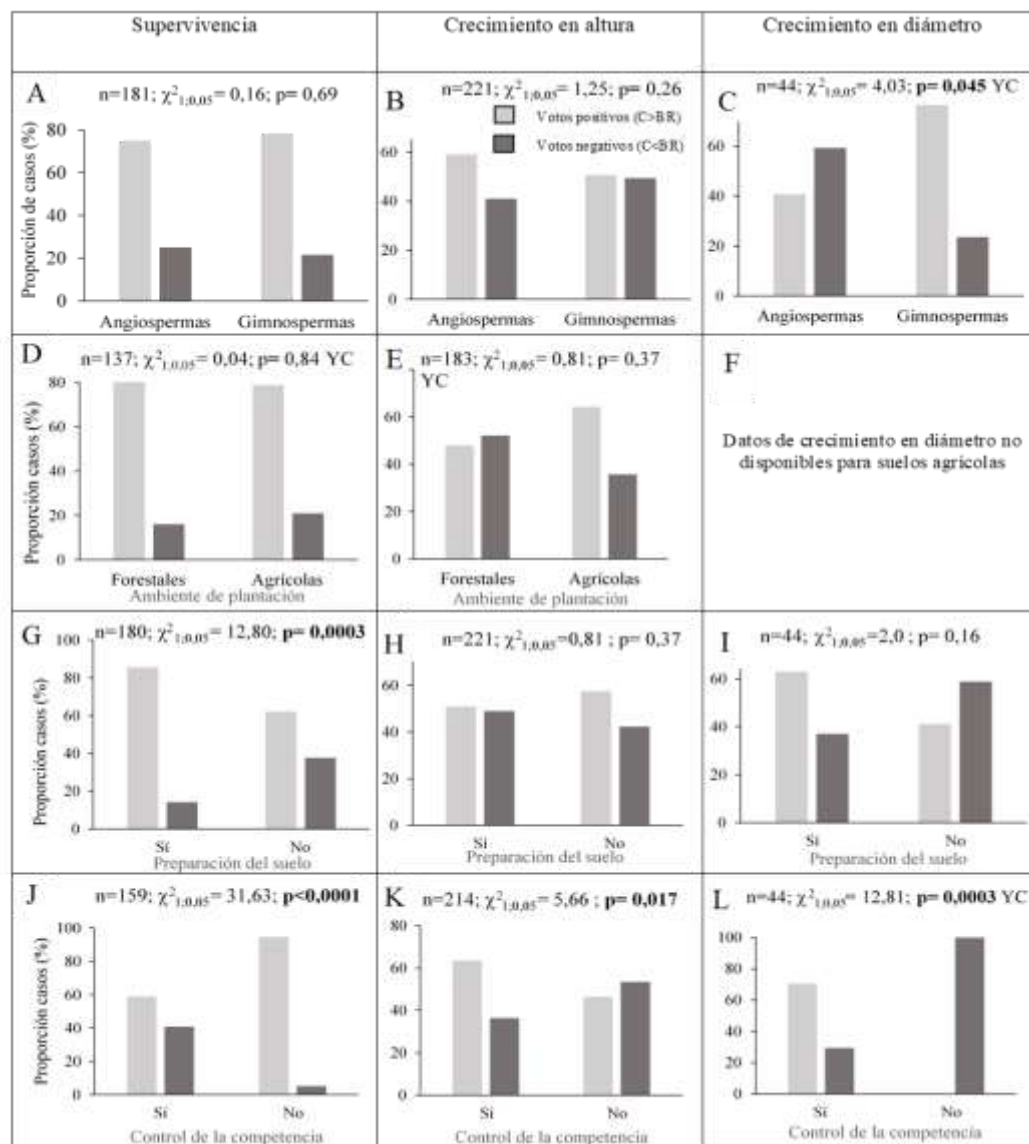 Supervivencia
Crecimiento en altura
Crecimiento en diámetro
A
n=181; χ²1;0,05= 0,16; p= 0,69
Proporción de casos (%)
80
60
40
20
0
Angiospermas
Gimnospermas
B
n=221; χ²1;0,05= 1,25; p= 0,26
Votos positivos (C>BR)
Votos negativos (C<BR)
60
40
20
0
Angiospermas
Gimnospermas
C
n=44; χ²1;0,05= 4,03; p= 0,045 YC
60
40
20
0
Angiospermas
Gimnospermas
D
n=137; χ²1;0,05= 0,04; p= 0,84 YC
Proporción casos (%)
80
60
40
20
0
Forestales
Agrícolas
Ambiente de plantación
E
n=183; χ²1;0,05= 0,81; p= 0,37
YC
60
40
20
0
Forestales
Agrícolas
Ambiente de plantación
F
Datos de crecimiento en diámetro no
disponibles para suelos agrícolas
G
n=180; χ²1;0,05= 12,80; p= 0,0003
Proporción casos (%)
100
80
60
40
20
0
Sí
No
Preparación del suelo
H
n=221; χ²1;0,05=0,81 ; p= 0,37
60
40
20
0
Sí
No
Preparación del suelo
I
n=44; χ²1;0,05=2,0 ; p= 0,16
60
40
20
0
Sí
No
Preparación del suelo
J
n=159; χ²1;0,05= 31,63; p<0,0001
Proporción casos (%)
100
80
60
40
20
0
Sí
No
Control de la competencia
K
n=214; χ²1;0,05= 5,66 ; p= 0,017
80
60
40
20
0
Sí
No
Control de la competencia
L
n=44; χ²1;0,05= 12,81; p= 0,0003 YC
100
80
60
40
20
0
Sí
No
Control de la competencia